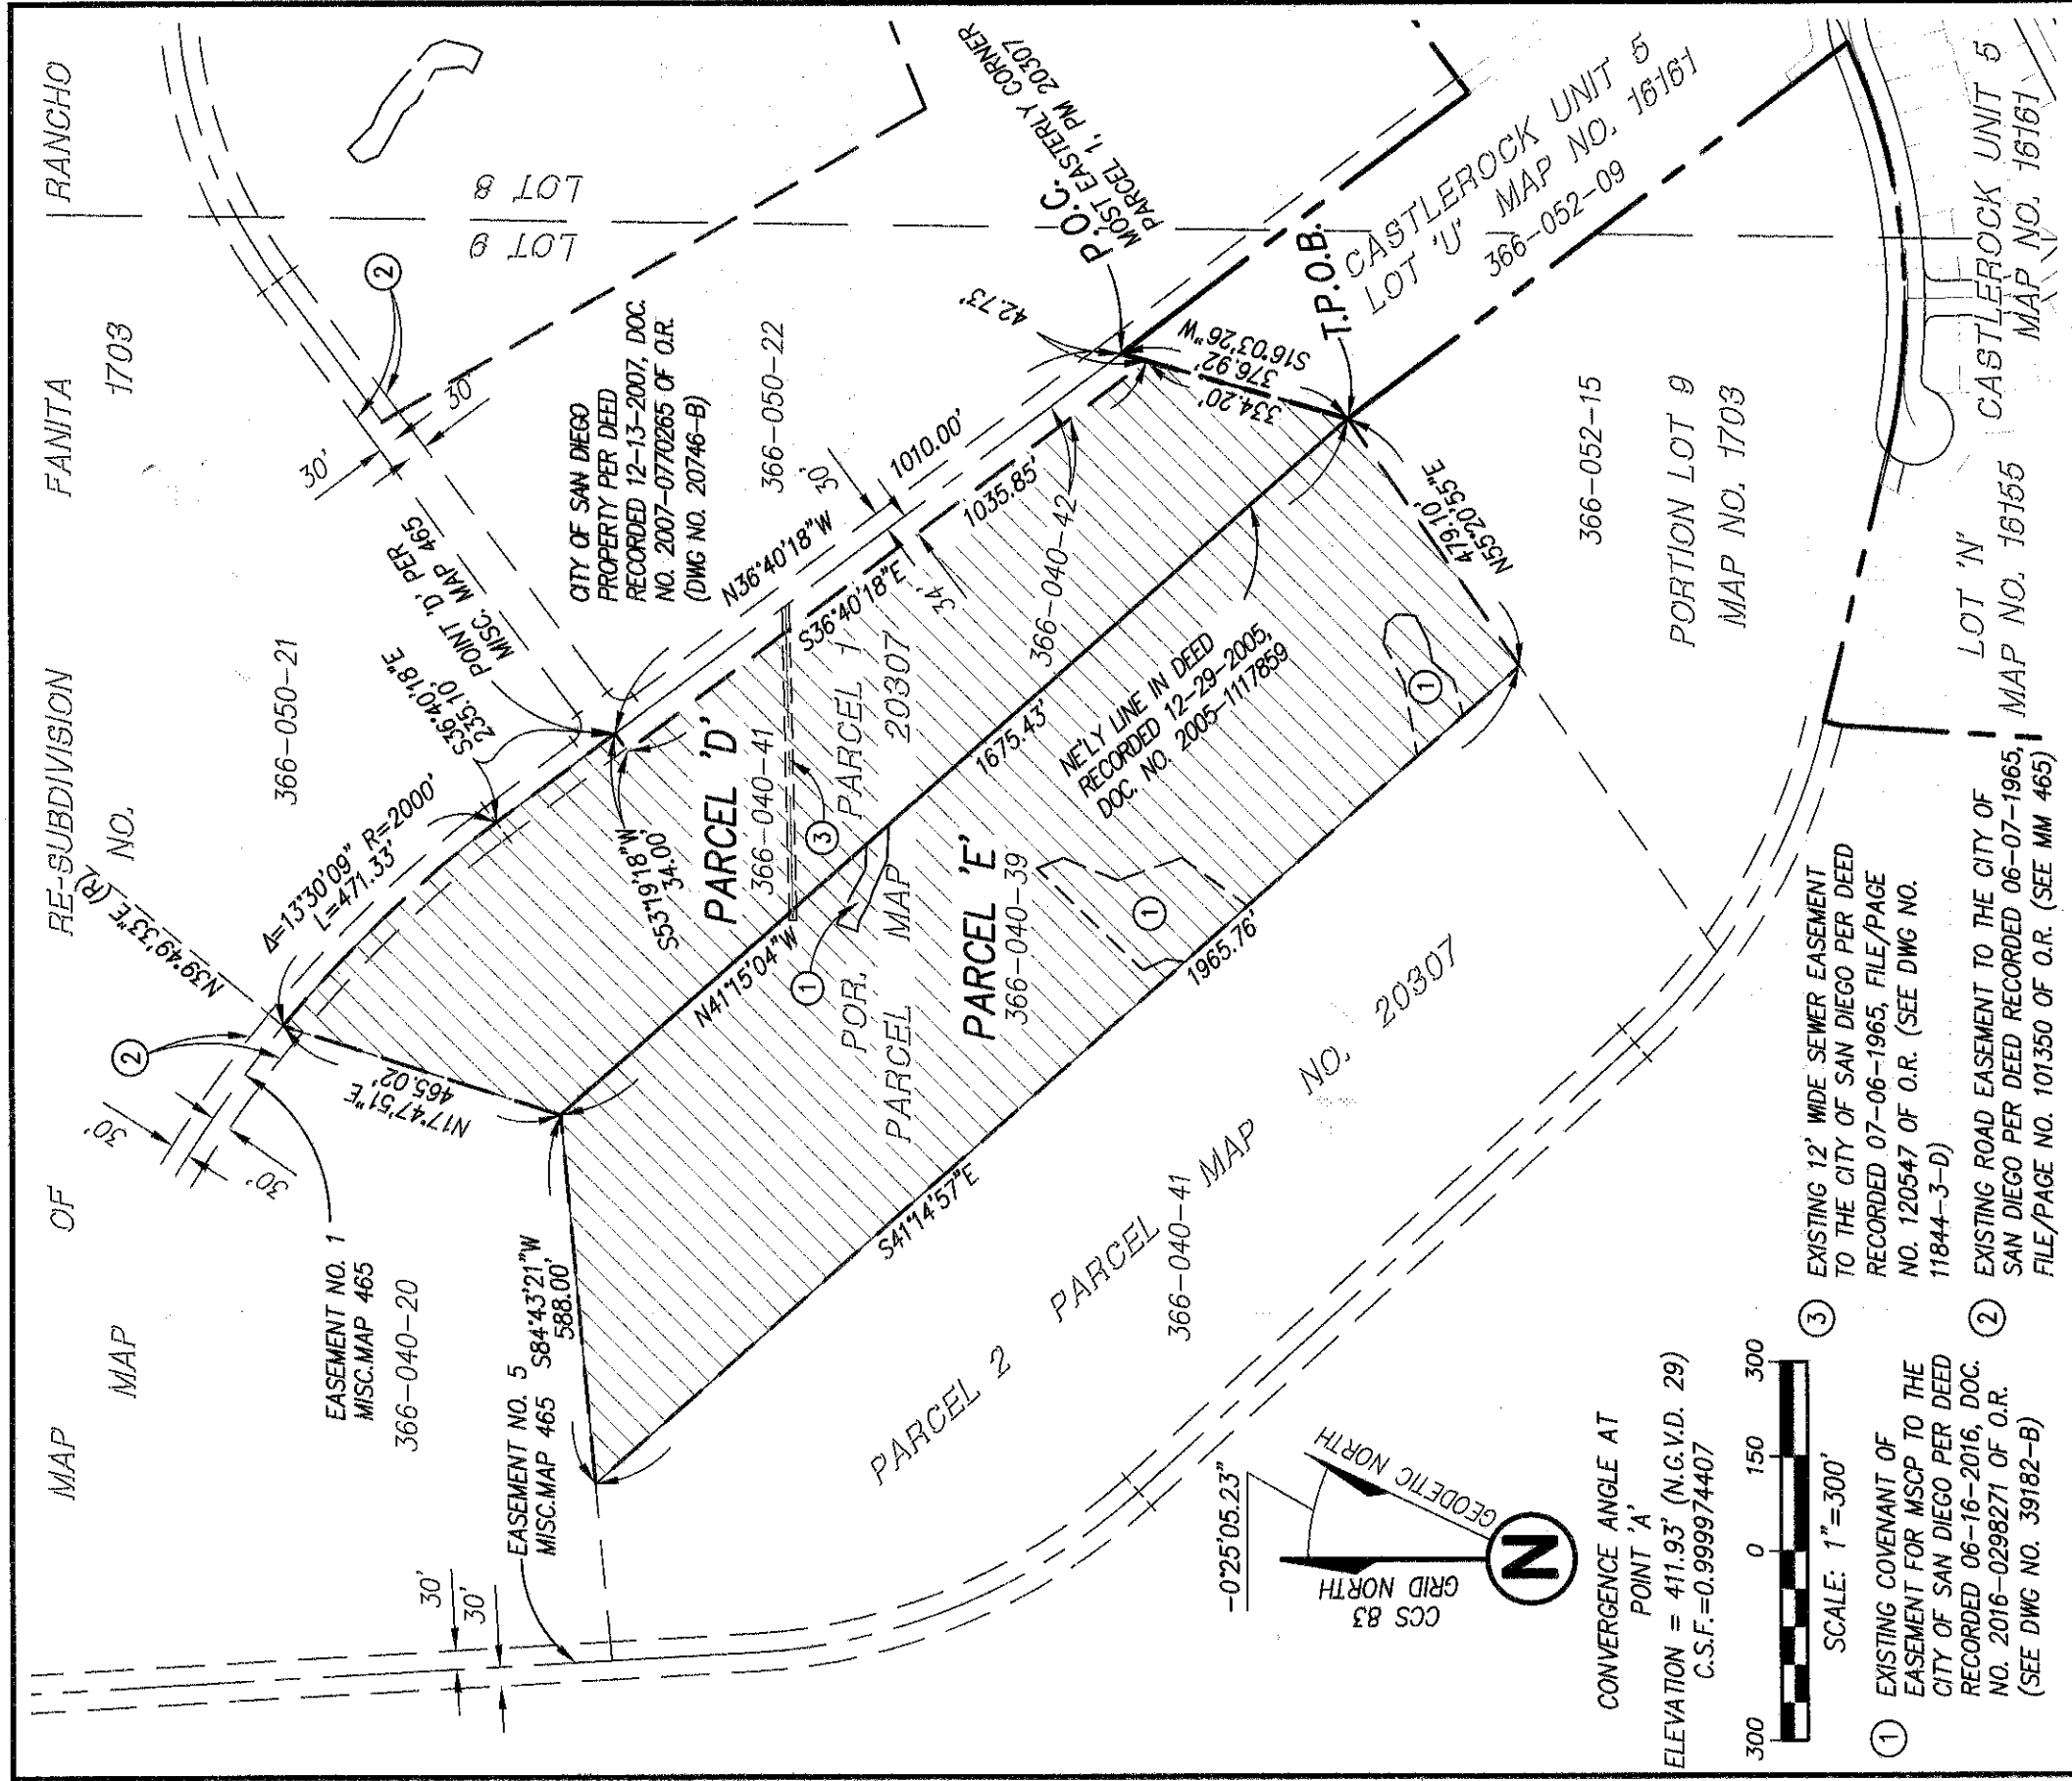 MAP OF RE-SUBDIVISION FANITA RANCHO
MAP NO. 1703
366-050-21
366-040-20
LOT 8
LOT 9
2
30'
30'
POINT 'D' PER
MISC. MAP 465
S36°40'18"E
235.10'
CITY OF SAN DIEGO
PROPERTY PER DEED
RECORDED 12-13-2007, DOC.
NO. 2007-0770265 OF O.R.
(DWG NO. 20746-B)
366-050-22
P.O.C.
MOST EASTERLY CORNER
PARCEL 1, PM 20307
42.73'
CASTLEROCK UNIT 5
LOT 'U' MAP NO. 16161
366-052-09
T.P.O.B.
S16°03'26"W
376.92'
334.20'
N36°40'18"W
1010.00'
30'
S36°40'18"E
1035.85'
34'
N39°49'33"E (R)
Δ=13°30'09" R=2000'
L=471.33'
2
30'
30'
EASEMENT NO. 1
MISC.MAP 465
N17°47'51"E
465.02'
S53°19'18"W
34.00'
PARCEL 'D'
366-040-41
3
366-040-42
N41°15'04"W
1675.43'
NE'LY LINE IN DEED
RECORDED 12-29-2005,
DOC. NO. 2005-1117859
1
POR. PARCEL 1
PARCEL MAP 20307
PARCEL 'E'
366-040-39
1
1
N55°20'55"E
479.10'
S84°43'21"W
588.00'
EASEMENT NO. 5
MISC.MAP 465
30'
30'
S41°14'57"E
1965.76'
PARCEL 2 PARCEL MAP NO. 20307
366-040-41
366-052-15
PORTION LOT 9
MAP NO. 1703
LOT 'N' CASTLEROCK UNIT 5
MAP NO. 16155 MAP NO. 16161
-0°25'05.23"
CCS 83
GRID NORTH
GEODETIC NORTH
N
CONVERGENCE ANGLE AT
POINT 'A'
ELEVATION = 411.93' (N.G.V.D. 29)
C.S.F.=0.999974407
300 0 150 300
SCALE: 1"=300'
1 EXISTING COVENANT OF
EASEMENT FOR MSCP TO THE
CITY OF SAN DIEGO PER DEED
RECORDED 06-16-2016, DOC.
NO. 2016-0298271 OF O.R.
(SEE DWG NO. 39182-B)
3 EXISTING 12' WIDE SEWER EASEMENT
TO THE CITY OF SAN DIEGO PER DEED
RECORDED 07-06-1965, FILE/PAGE
NO. 120547 OF O.R. (SEE DWG NO.
11844-3-D)
2 EXISTING ROAD EASEMENT TO THE CITY OF
SAN DIEGO PER DEED RECORDED 06-07-1965,
FILE/PAGE NO. 101350 OF O.R. (SEE MM 465)